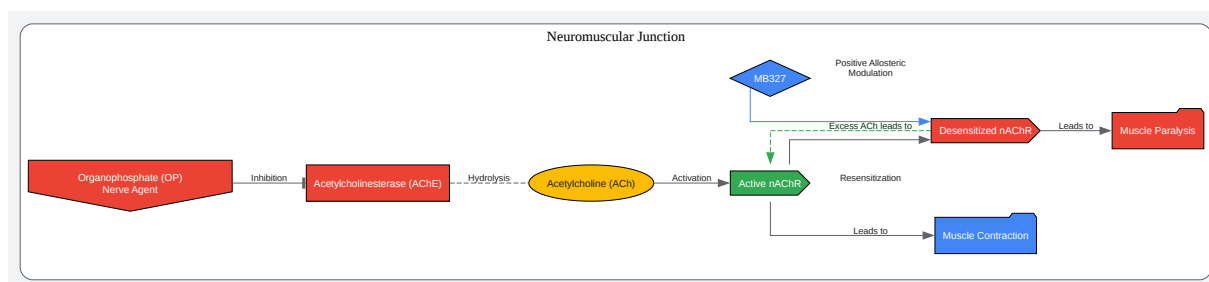 Neuromuscular Junction
MB327
Positive Allosteric
Modulation
Excess ACh leads to
Desensitized nAChR
Leads to
Muscle Paralysis
Organophosphate (OP)
Nerve Agent
Inhibition
Acetylcholinesterase (AChE)
Hydrolysis
Acetylcholine (ACh)
Activation
Active nAChR
Resensitization
Leads to
Muscle Contraction